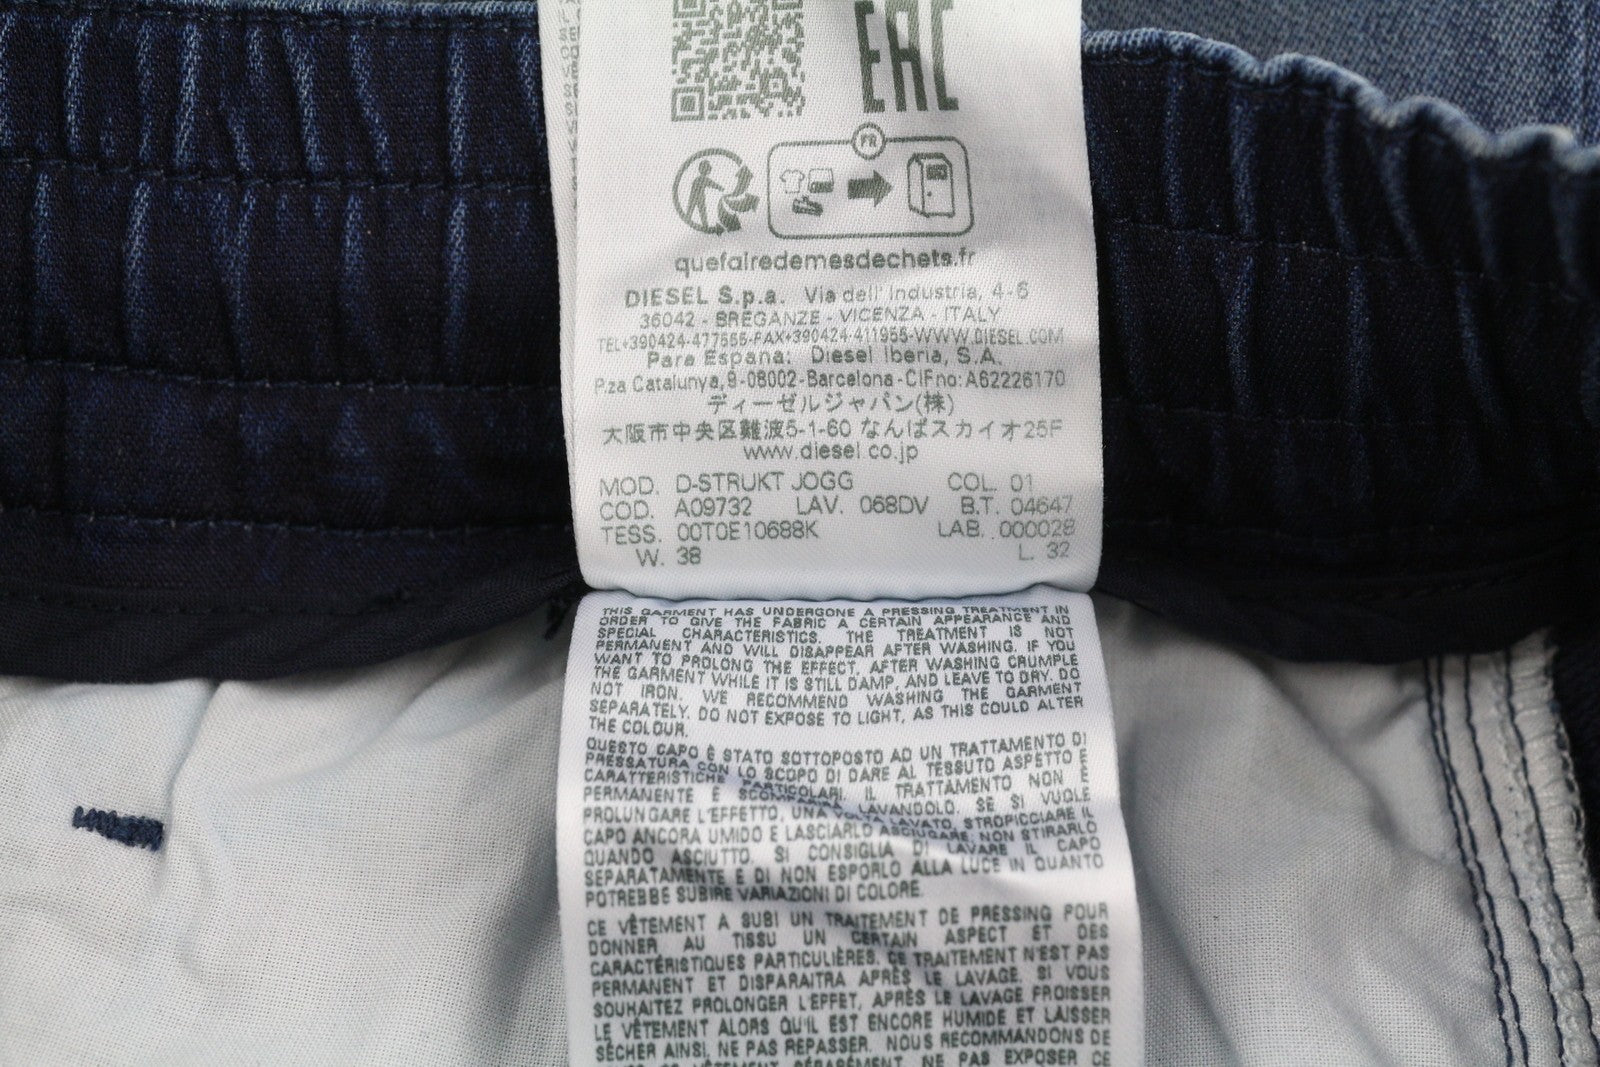 EAC
FR
quefairedemesdechets.fr
DIESEL S.p.a. Via dell' Industria, 4-6
36042 - BREGANZE - VICENZA - ITALY
TEL+390424-477555-FAX+390424-411955-WWW.DIESEL.COM
Para Espana: Diesel Iberia, S.A.
P.za Catalunya,9-08002-Barcelona-CIFno:A62226170
ディーゼルジャパン(株)
大阪市中央区難波5-1-60 なんばスカイオ25F
www.diesel.co.jp
MOD. D-STRUKT JOGG COL. 01
COD. A09732 LAV. 068DV B.T. 04647
TESS. 00T0E10688K LAB. 000028
W. 38 L. 32
THIS GARMENT HAS UNDERGONE A PRESSING TREATMENT IN
ORDER TO GIVE THE FABRIC A CERTAIN APPEARANCE AND
SPECIAL CHARACTERISTICS. THE TREATMENT IS NOT
PERMANENT AND WILL DISAPPEAR AFTER WASHING. IF YOU
WANT TO PROLONG THE EFFECT, AFTER WASHING CRUMPLE
THE GARMENT WHILE IT IS STILL DAMP, AND LEAVE TO DRY. DO
NOT IRON. WE RECOMMEND WASHING THE GARMENT
SEPARATELY. DO NOT EXPOSE TO LIGHT, AS THIS COULD ALTER
THE COLOUR.
QUESTO CAPO È STATO SOTTOPOSTO AD UN TRATTAMENTO DI
PRESSATURA CON LO SCOPO DI DARE AL TESSUTO ASPETTO E
CARATTERISTICHE PARTICOLARI. IL TRATTAMENTO NON È
PERMANENTE E SCOMPARIRÀ LAVANDOLO. SE SI VUOLE
PROLUNGARE L'EFFETTO, UNA VOLTA LAVATO, STROPICCIARE IL
CAPO ANCORA UMIDO E LASCIARLO ASCIUGARE. NON STIRARLO
QUANDO ASCIUTTO. SI CONSIGLIA DI LAVARE IL CAPO
SEPARATAMENTE E DI NON ESPORLO ALLA LUCE IN QUANTO
POTREBBE SUBIRE VARIAZIONI DI COLORE.
CE VÊTEMENT A SUBI UN TRAITEMENT DE PRESSING POUR
DONNER AU TISSU UN CERTAIN ASPECT ET DES
CARACTÉRISTIQUES PARTICULIÈRES. CE TRAITEMENT N'EST PAS
PERMANENT ET DISPARAITRA APRÈS LE LAVAGE. SI VOUS
SOUHAITEZ PROLONGER L'EFFET, APRÈS LE LAVAGE FROISSER
LE VÊTEMENT ALORS QU'IL EST ENCORE HUMIDE ET LAISSER
SÉCHER AINSI, NE PAS REPASSER. NOUS RECOMMANDONS DE
VÊTEMENT SÉPARÉMENT. NE PAS EXPOSER CE